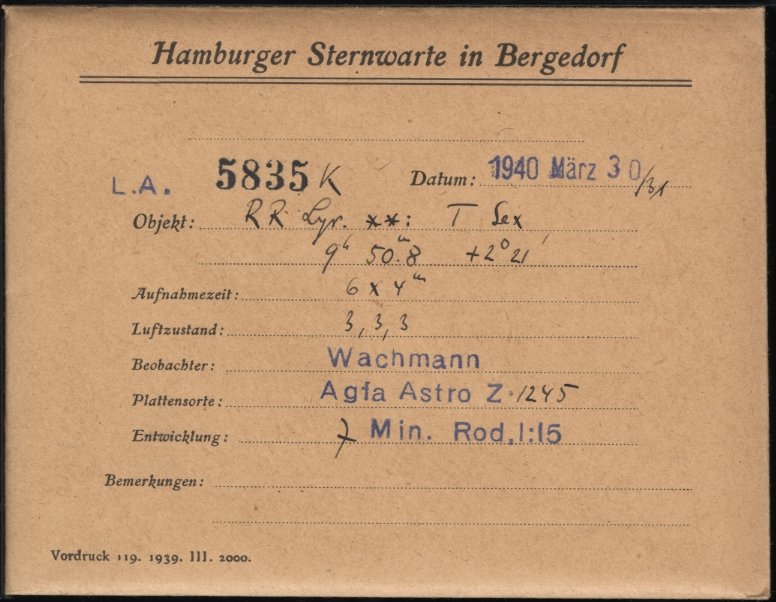 Hamburger Sternwarte in Bergedorf
L.A. 5835 K Datum: 1940 März 30/31
Objekt: RR Lyr. **: T Sex
9ʰ 50.ᵐ8 +2° 21'
Aufnahmezeit: 6 x 4ᵐ
Luftzustand: 3, 3, 3
Beobachter: Wachmann
Plattensorte: Agfa Astro Z. 1245
Entwicklung: 7 Min. Rod, 1:15
Bemerkungen:
Vordruck 119. 1939. III. 2000.